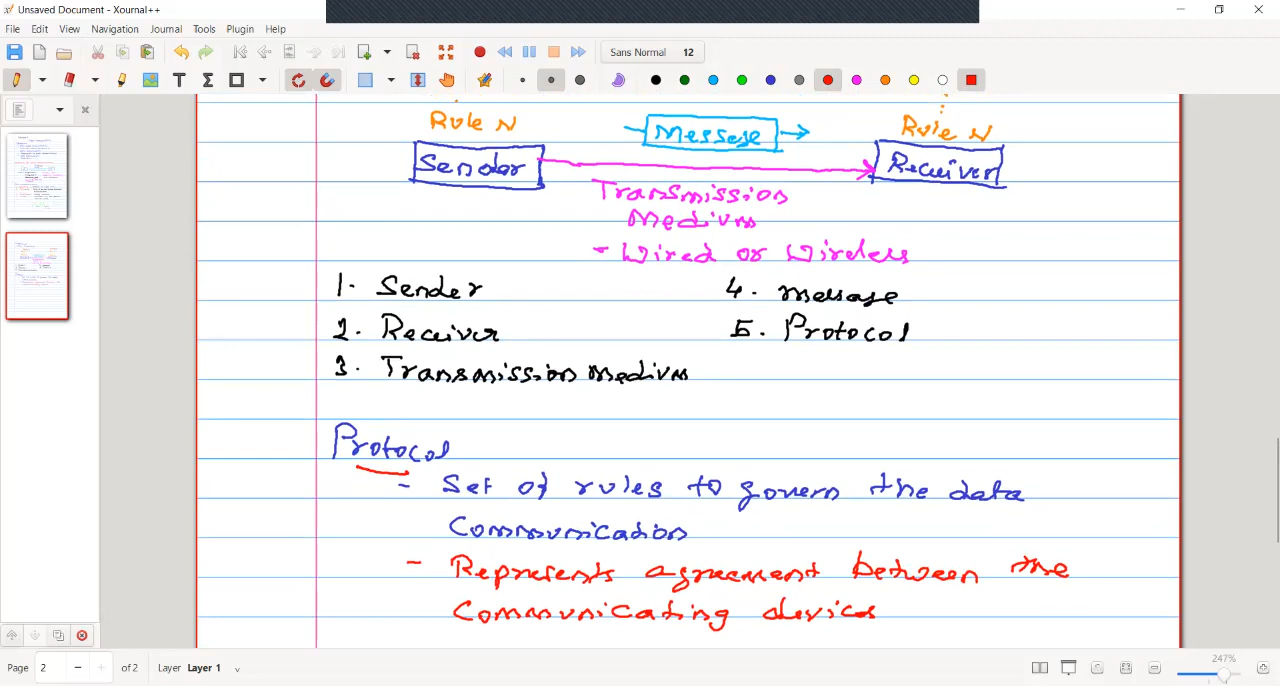 Unsaved Document - Xournal++
File Edit View Navigation Journal Tools Plugin Help
Sans Normal 12
Rule N
Message
Rule N
Sender
Receiver
Transmission
Medium
- Wired or Wireless
1. Sender
4. Message
2. Receiver
5. Protocol
3. Transmission Medium
Protocol
- Set of rules to govern the data
Communication
- Represents agreement between the
Communicating devices
Page 2 of 2 Layer Layer 1
247%